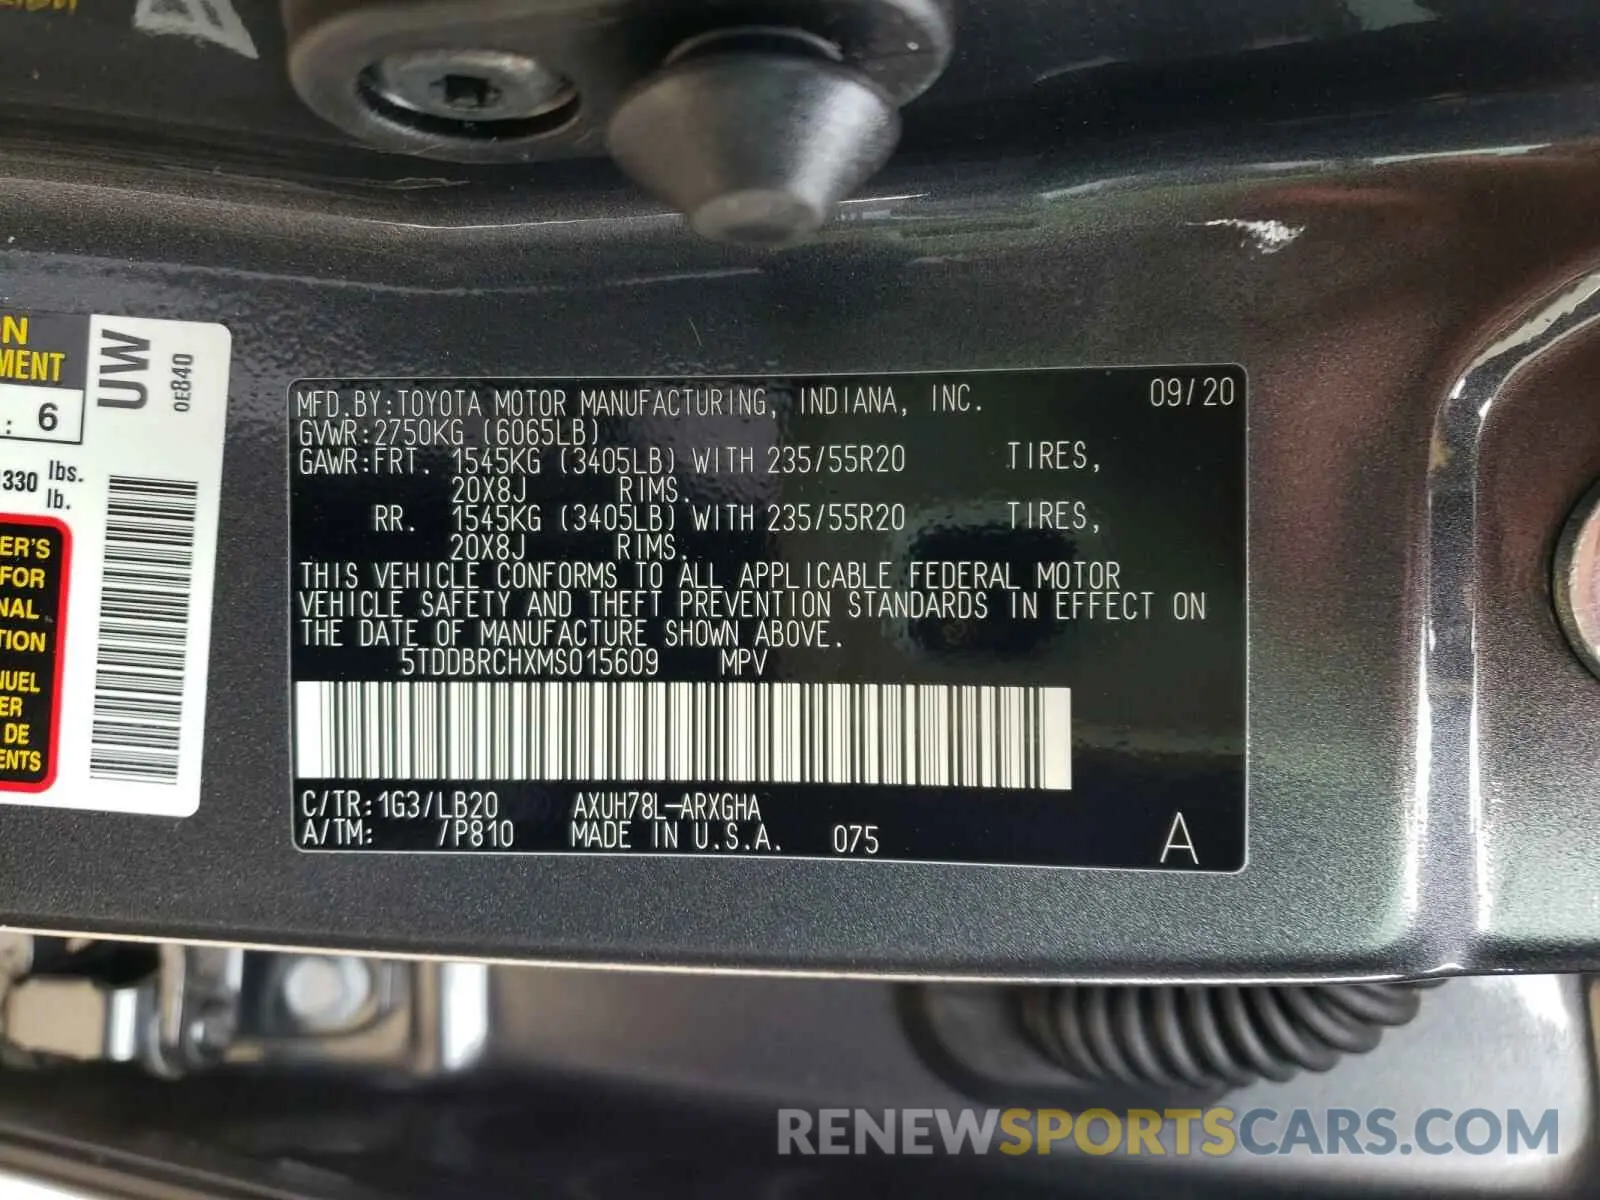 ON
MENT
: 6
1330 lbs.
lb.
ER'S
FOR
NAL
TION
NUEL
ER
DE
ENTS
UW
0E840
MFD.BY:TOYOTA MOTOR MANUFACTURING, INDIANA, INC. 09/20
GVWR:2750KG (6065LB)
GAWR:FRT. 1545KG (3405LB) WITH 235/55R20 TIRES,
20X8J RIMS.
RR. 1545KG (3405LB) WITH 235/55R20 TIRES,
20X8J RIMS.
THIS VEHICLE CONFORMS TO ALL APPLICABLE FEDERAL MOTOR
VEHICLE SAFETY AND THEFT PREVENTION STANDARDS IN EFFECT ON
THE DATE OF MANUFACTURE SHOWN ABOVE.
5TDDBRCHXMS015609 MPV
C/TR:1G3/LB20 AXUH78L-ARXGHA
A/TM: /P810 MADE IN U.S.A. 075 A
RENEWSPORTSCARS.COM